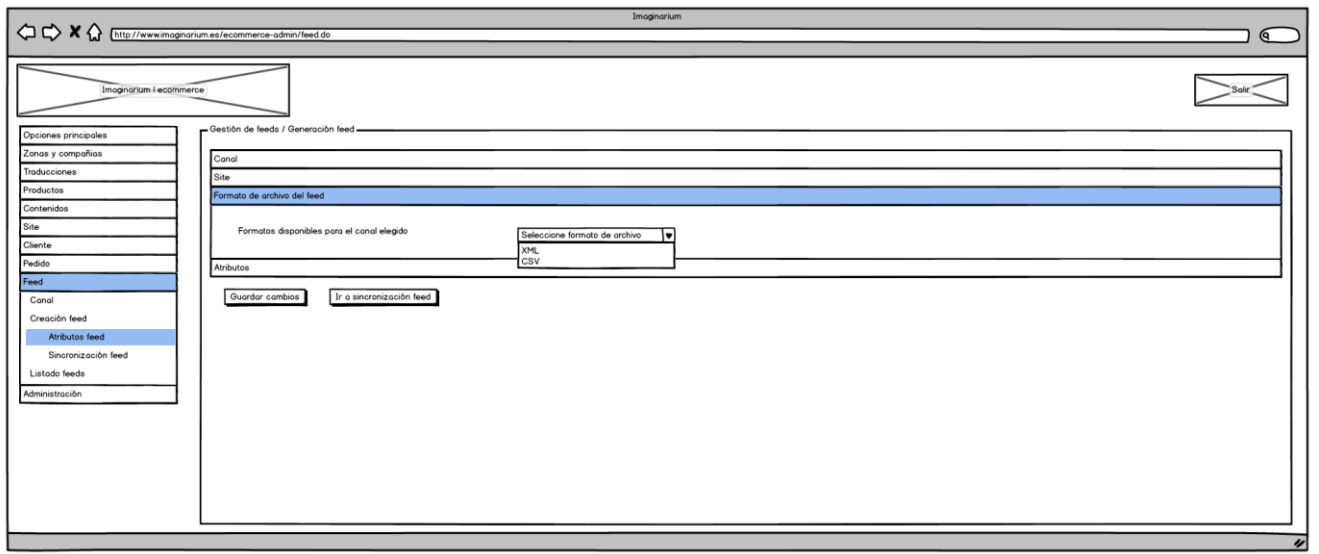 Imaginarium
http://www.imaginarium.es/ecommerce-admin/feed.do
Imaginarium | ecommerce
Salir
Opciones principales
Zonas y compañías
Traducciones
Productos
Contenidos
Site
Cliente
Pedido
Feed
Canal
Creación feed
Atributos feed
Sincronización feed
Listado feeds
Administración
Gestión de feeds / Generación feed
Canal
Site
Formato de archivo del feed
Formatos disponibles para el canal elegido
Seleccione formato de archivo
XML
CSV
Atributos
Guardar cambios
Ir a sincronización feed